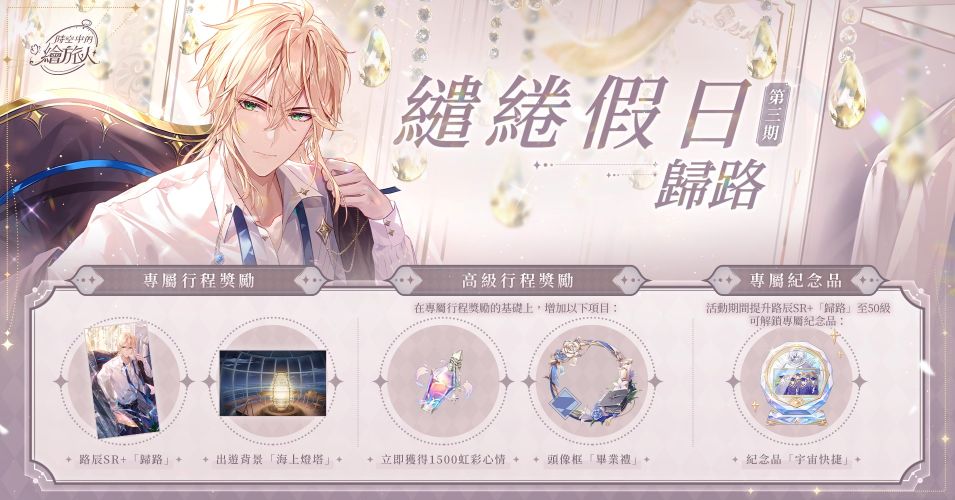 時空中的
繪旅人
繾綣假日
第三期
歸路
專屬行程獎勵
高級行程獎勵
專屬紀念品
在專屬行程獎勵的基礎上，增加以下項目：
活動期間提升路辰SR+「歸路」至50級
可解鎖專屬紀念品：
路辰SR+「歸路」
出遊背景「海上燈塔」
立即獲得1500虹彩心情
頭像框「畢業禮」
紀念品「宇宙快捷」